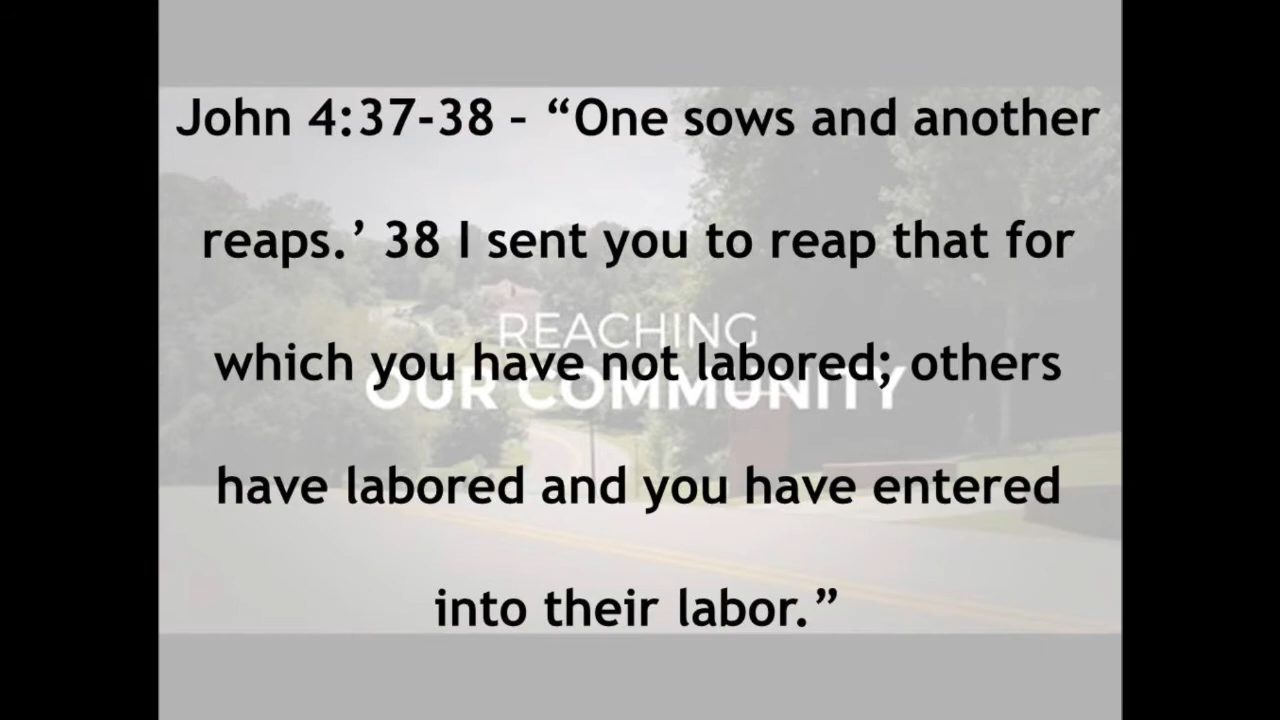 John 4:37-38 – “One sows and another
reaps.’ 38 I sent you to reap that for
REACHING
which you have not labored; others
OUR COMMUNITY
have labored and you have entered
into their labor.”